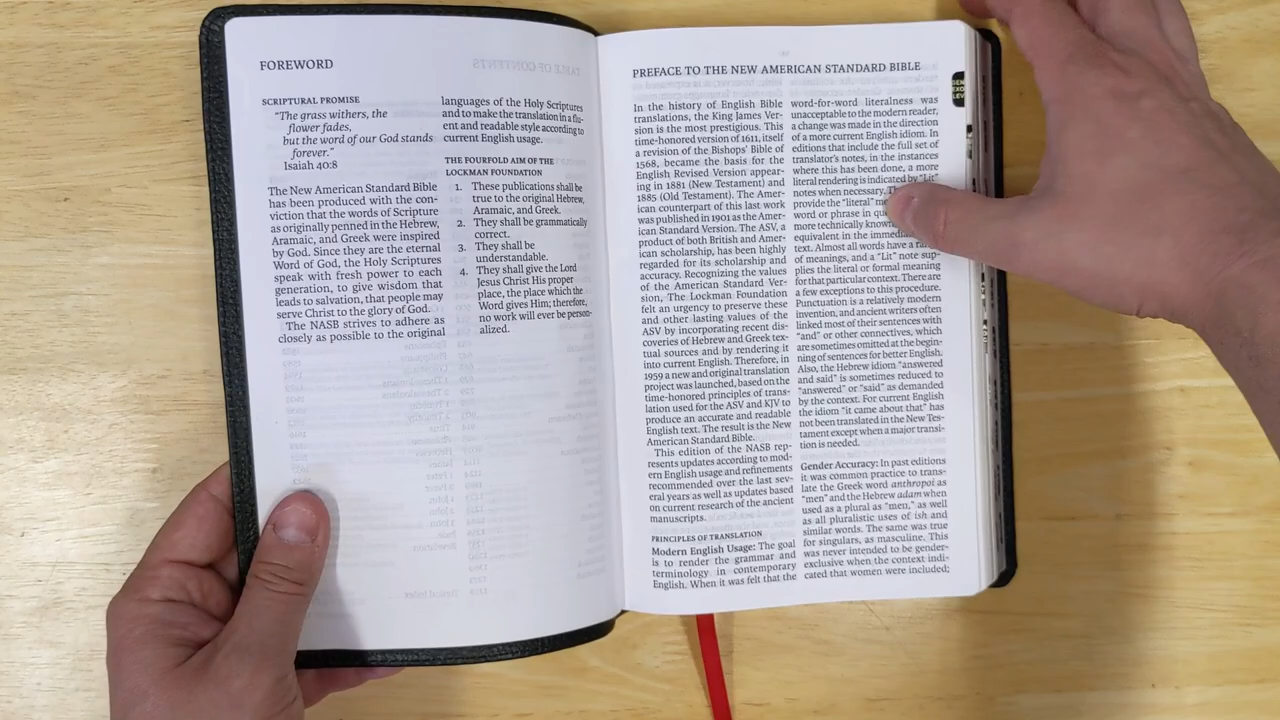 FOREWORD
SCRIPTURAL PROMISE
“The grass withers, the
flower fades,
but the word of our God stands
forever.”
Isaiah 40:8
The New American Standard Bible
has been produced with the con-
viction that the words of Scripture
as originally penned in the Hebrew,
Aramaic, and Greek were inspired
by God. Since they are the eternal
Word of God, the Holy Scriptures
speak with fresh power to each
generation, to give wisdom that
leads to salvation, that people may
serve Christ to the glory of God.
The NASB strives to adhere as
closely as possible to the original
languages of the Holy Scriptures
and to make the translation in a flu-
ent and readable style according to
current English usage.
THE FOURFOLD AIM OF THE
LOCKMAN FOUNDATION
1. These publications shall be
true to the original Hebrew,
Aramaic, and Greek.
2. They shall be grammatically
correct.
3. They shall be
understandable.
4. They shall give the Lord
Jesus Christ His proper
place, the place which the
Word gives Him; therefore,
no work will ever be person-
alized.
PREFACE TO THE NEW AMERICAN STANDARD BIBLE
In the history of English Bible
translations, the King James Ver-
sion is the most prestigious. This
time-honored version of 1611, itself
a revision of the Bishops’ Bible of
1568, became the basis for the
English Revised Version appear-
ing in 1881 (New Testament) and
1885 (Old Testament). The Amer-
ican counterpart of this last work
was published in 1901 as the Amer-
ican Standard Version. The ASV, a
product of both British and Amer-
ican scholarship, has been highly
regarded for its scholarship and
accuracy. Recognizing the values
of the American Standard Ver-
sion, The Lockman Foundation
felt an urgency to preserve these
and other lasting values of the
ASV by incorporating recent dis-
coveries of Hebrew and Greek tex-
tual sources and by rendering it
into current English. Therefore, in
1959 a new and original translation
project was launched, based on the
time-honored principles of trans-
lation used for the ASV and KJV to
produce an accurate and readable
English text. The result is the New
American Standard Bible.
This edition of the NASB rep-
resents updates according to mod-
ern English usage and refinements
recommended over the last sev-
eral years as well as updates based
on current research of the ancient
manuscripts.
PRINCIPLES OF TRANSLATION
Modern English Usage: The goal
is to render the grammar and
terminology in contemporary
English. When it was felt that the
word-for-word literalness was
unacceptable to the modern reader,
a change was made in the direction
of a more current English idiom. In
editions that include the full set of
translator’s notes, in the instances
where this has been done, a more
literal rendering is indicated by “Lit”
notes when necessary.
provide the “literal”
word or phrase in
more technically known
equivalent in the
text. Almost all words have a
of meanings, and a “Lit” note sup-
plies the literal or formal meaning
for that particular context. There are
a few exceptions to this procedure.
Punctuation is a relatively modern
invention, and ancient writers often
linked most of their sentences with
“and” or other connectives, which
are sometimes omitted at the begin-
ning of sentences for better English.
Also, the Hebrew idiom “answered
and said” is sometimes reduced to
“answered” or “said” as demanded
by the context. For current English
the idiom “it came about that” has
not been translated in the New Tes-
tament except when a major transi-
tion is needed.
Gender Accuracy: In past editions
it was common practice to trans-
late the Greek word anthropoi as
“men” and the Hebrew adam when
used as a plural as “men,” as well
as all pluralistic uses of ish and
similar words. The same was true
for singulars, as masculine. This
was never intended to be gender-
exclusive when the context indi-
cated that women were included;
GEN
EXO
LEV